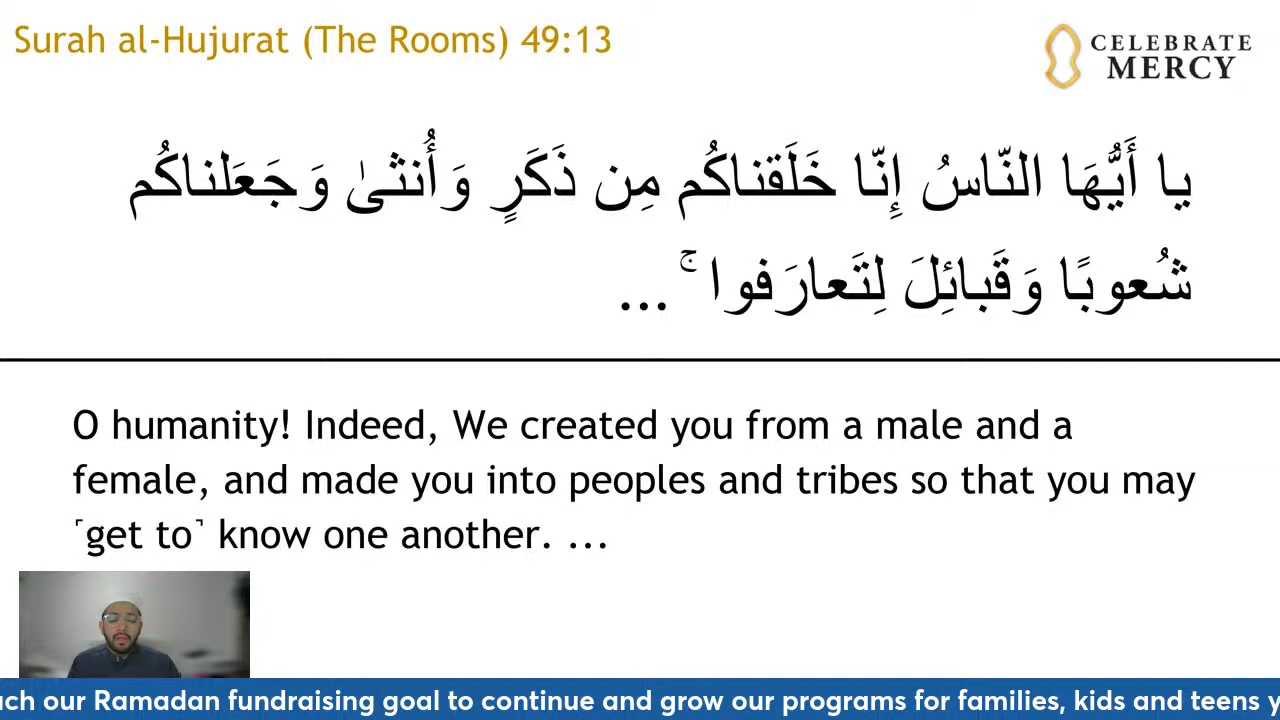 Surah al-Hujurat (The Rooms) 49:13
CELEBRATE
MERCY
يا أَيُّهَا النّاسُ إِنّا خَلَقناكُم مِن ذَكَرٍ وَأُنثىٰ وَجَعَلناكُم
شُعوبًا وَقَبائِلَ لِتَعارَفوا ۚ ...
O humanity! Indeed, We created you from a male and a
female, and made you into peoples and tribes so that you may
˹get to˺ know one another. ...
our Ramadan fundraising goal to continue and grow our programs for families, kids and teens